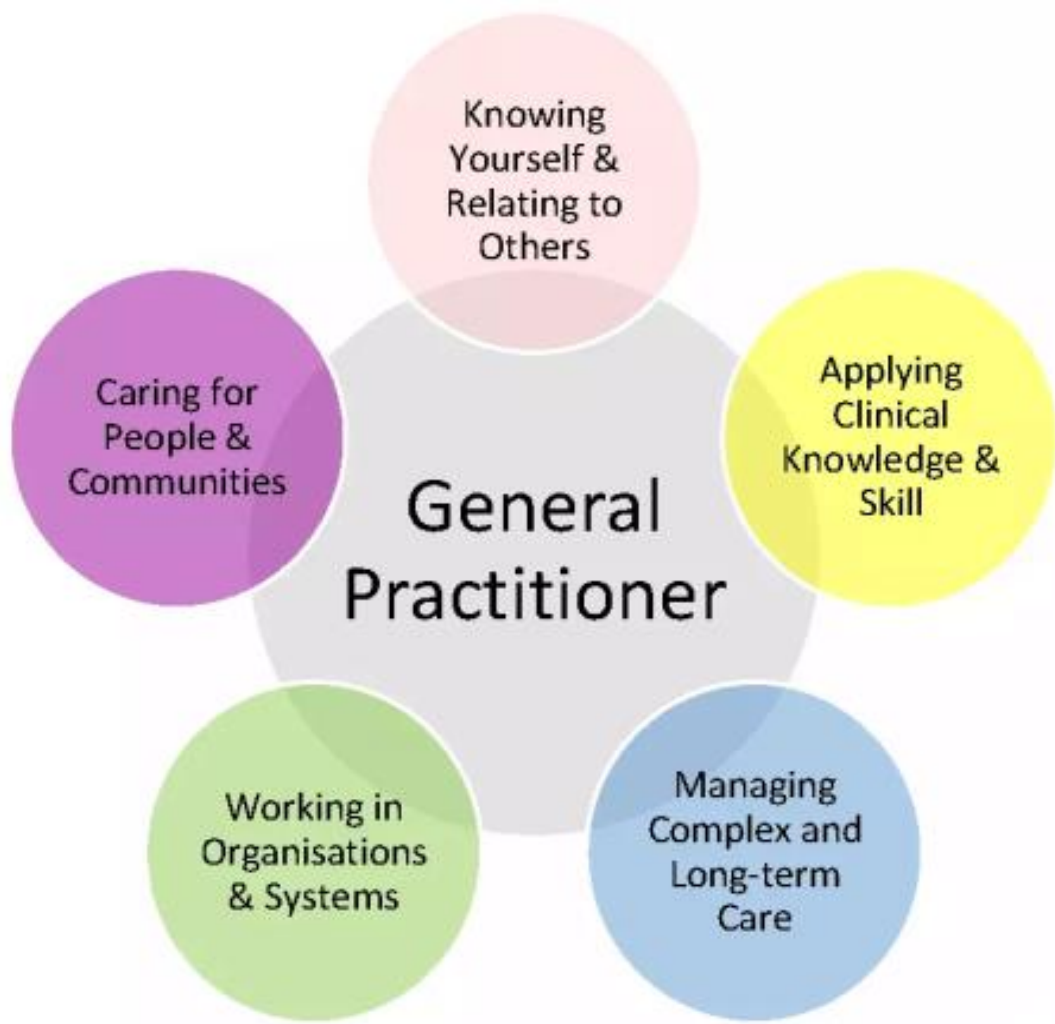 Knowing
Yourself &
Relating to
Others
Applying
Clinical
Knowledge &
Skill
Managing
Complex and
Long-term
Care
Working in
Organisations
& Systems
Caring for
People &
Communities
General
Practitioner